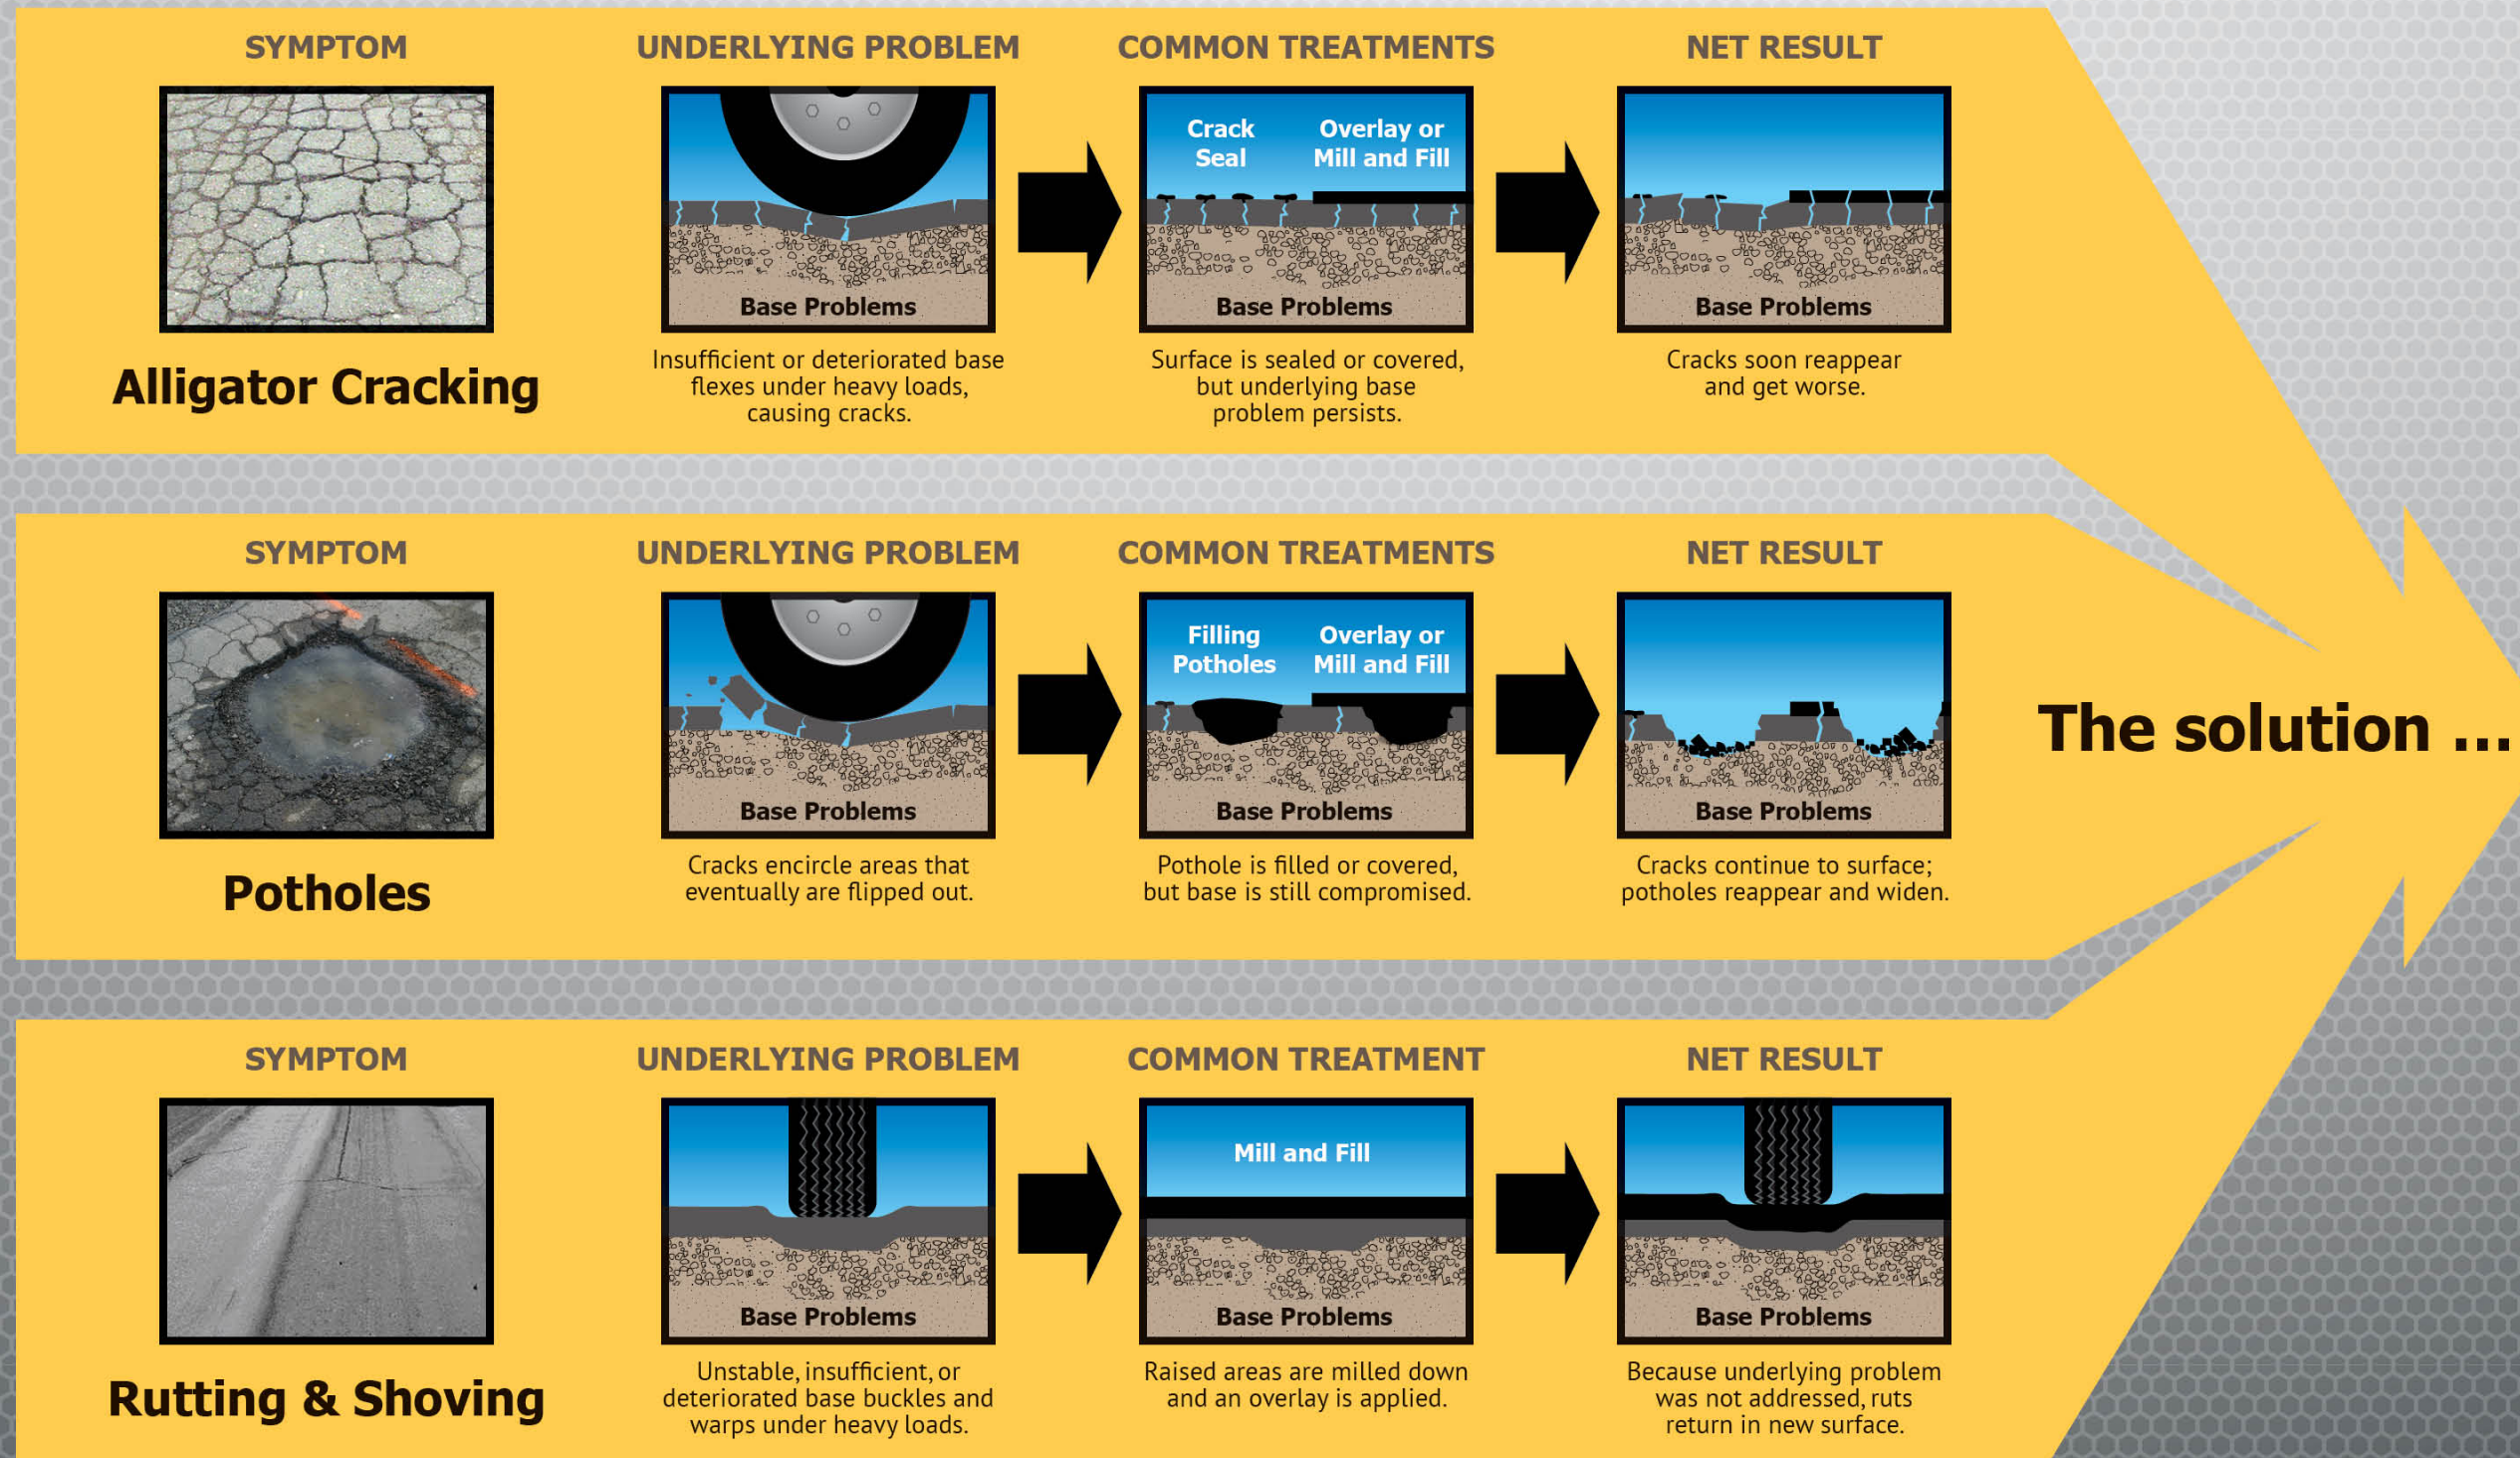 SYMPTOM
UNDERLYING PROBLEM
COMMON TREATMENTS
NET RESULT
Crack
Seal
Overlay or
Mill and Fill
Base Problems
Base Problems
Base Problems
Alligator Cracking
Insufficient or deteriorated base
flexes under heavy loads,
causing cracks.
Surface is sealed or covered,
but underlying base
problem persists.
Cracks soon reappear
and get worse.
SYMPTOM
UNDERLYING PROBLEM
COMMON TREATMENTS
NET RESULT
Filling
Potholes
Overlay or
Mill and Fill
Base Problems
Base Problems
Base Problems
Potholes
Cracks encircle areas that
eventually are flipped out.
Pothole is filled or covered,
but base is still compromised.
Cracks continue to surface;
potholes reappear and widen.
The solution ...
SYMPTOM
UNDERLYING PROBLEM
COMMON TREATMENT
NET RESULT
Mill and Fill
Base Problems
Base Problems
Base Problems
Rutting & Shoving
Unstable, insufficient, or
deteriorated base buckles and
warps under heavy loads.
Raised areas are milled down
and an overlay is applied.
Because underlying problem
was not addressed, ruts
return in new surface.